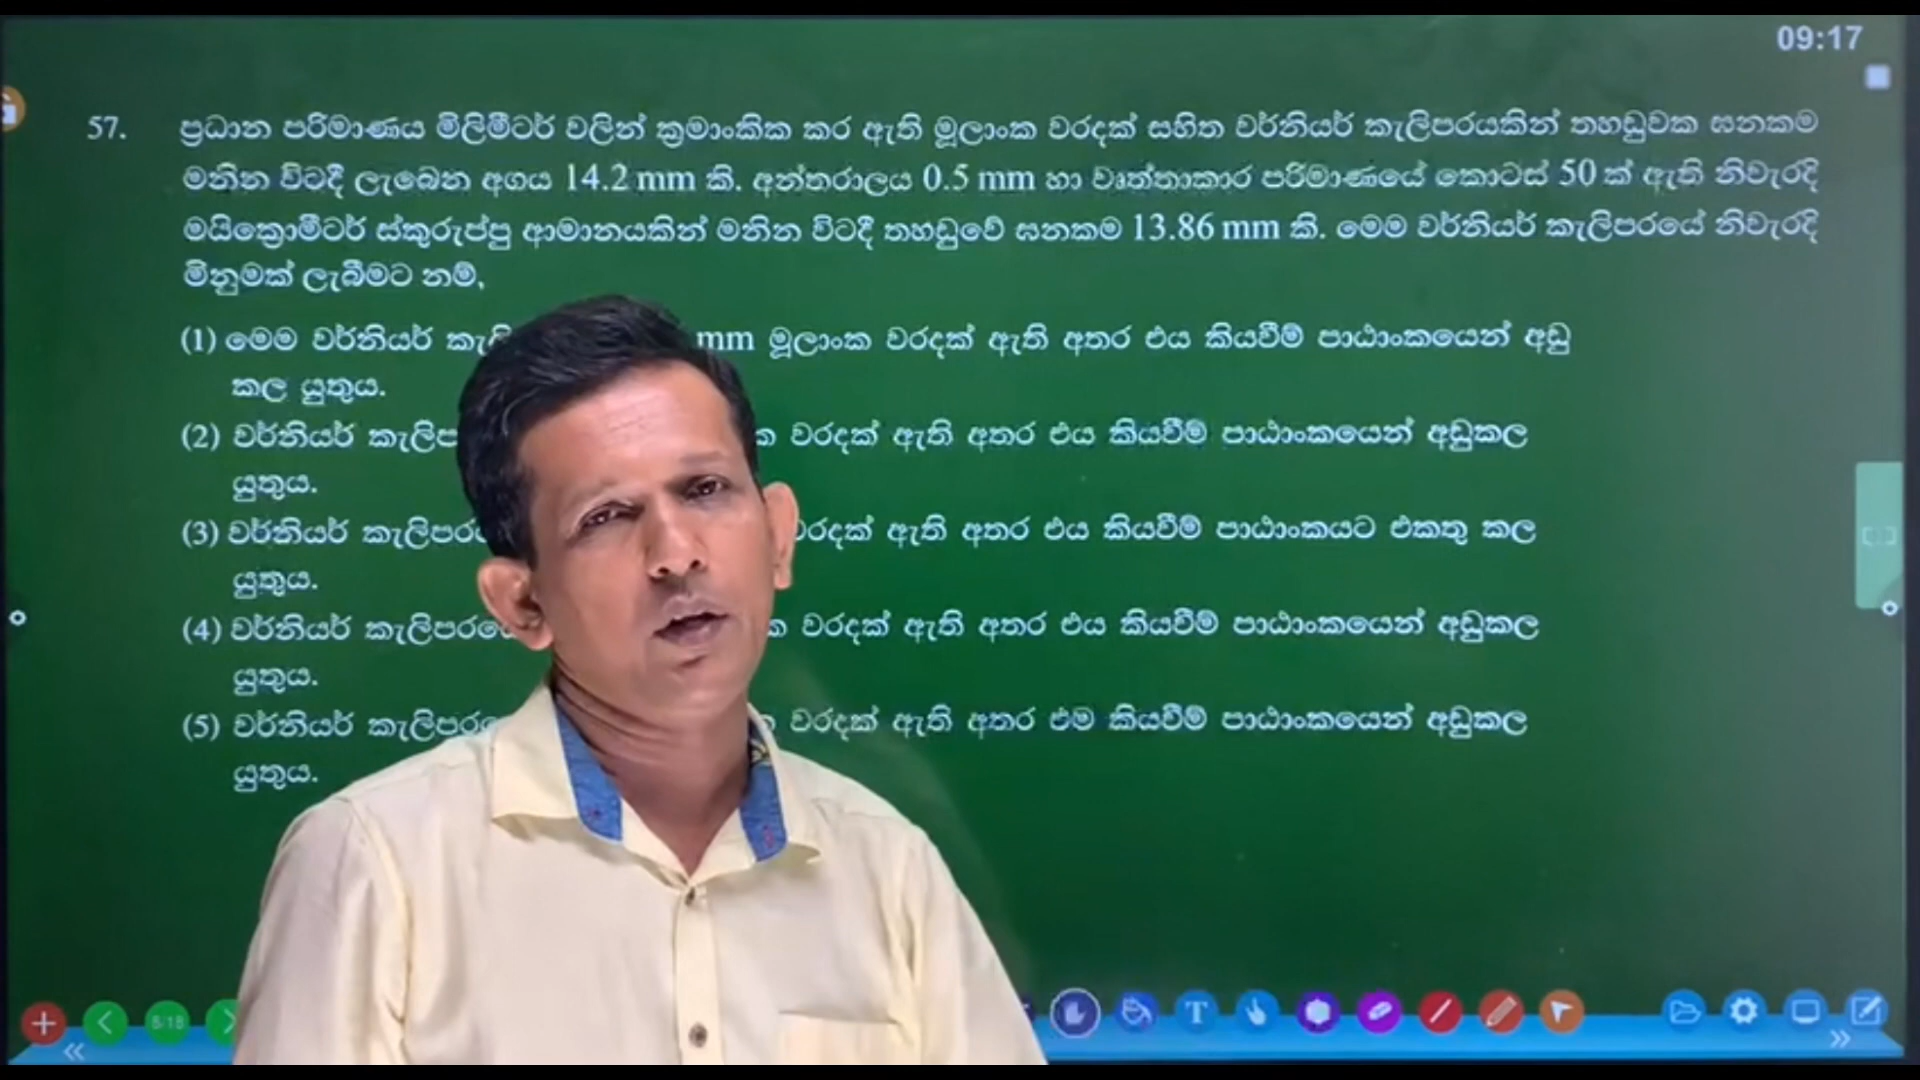 09:17
57. ප්‍රධාන පරිමාණය මිලිමීටර් වලින් ක්‍රමාංකික කර ඇති මූලාංක වරදක් සහිත වර්නියර් කැලිපරයකින් තහඩුවක ඝනකම
මනින විටදී ලැබෙන අගය 14.2 mm කි. අන්තරාලය 0.5 mm හා වෘත්තාකාර පරිමාණයේ කොටස් 50 ක් ඇති නිවැරදි
මයික්‍රොමීටර් ස්කුරුප්පු ආමානයකින් මනින විටදී තහඩුවේ ඝනකම 13.86 mm කි. මෙම වර්නියර් කැලිපරයේ නිවැරදි
මිනුමක් ලැබීමට නම්,
(1) මෙම වර්නියර් mm මූලාංක වරදක් ඇති අතර එය කියවීම් පාඨාංකයෙන් අඩු
කල යුතුය.
(2) වර්නියර් වරදක් ඇති අතර එය කියවීම් පාඨාංකයෙන් අඩුකල
යුතුය.
(3) වර්නියර් වරදක් ඇති අතර එය කියවීම් පාඨාංකයට එකතු කල
යුතුය.
(4) වර්නියර් වරදක් ඇති අතර එය කියවීම් පාඨාංකයෙන් අඩුකල
යුතුය.
(5) වර්නියර් වරදක් ඇති අතර එම කියවීම් පාඨාංකයෙන් අඩුකල
යුතුය.
T